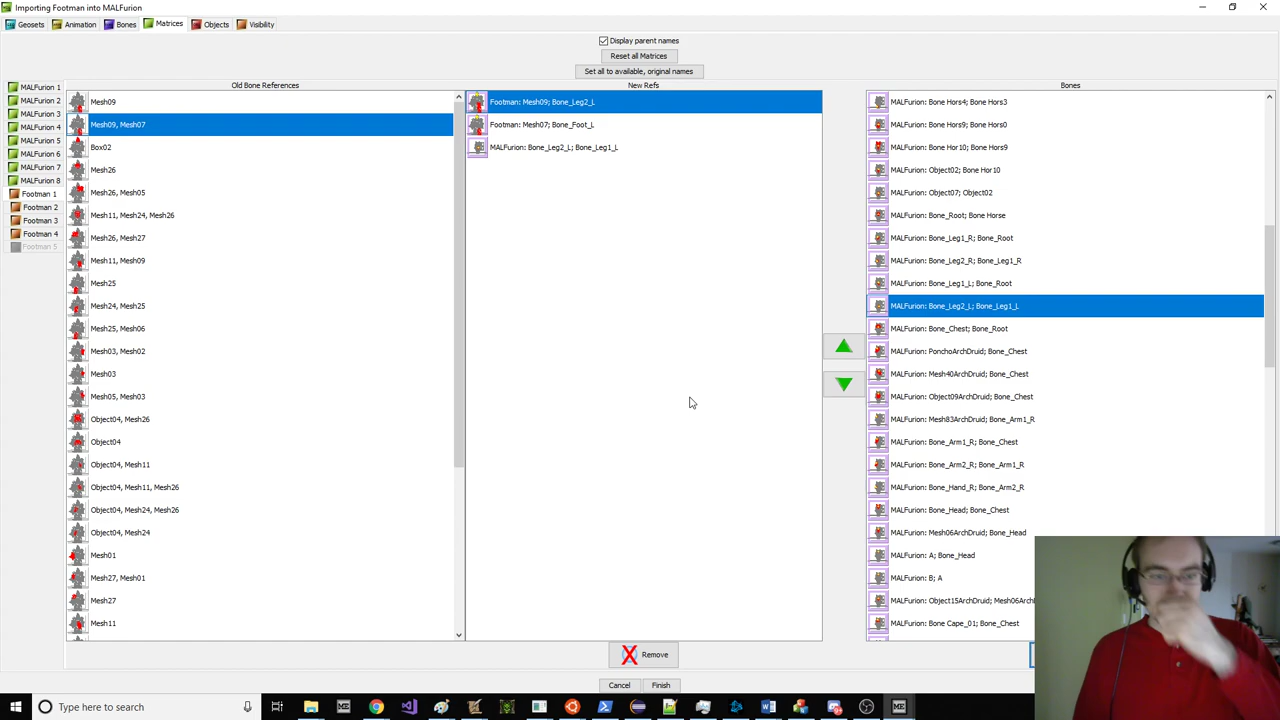 Importing Footman into MALFurion
Geosets Animation Bones Matrices Objects Visibility
Display parent names
Reset all Matrices
Set all to available, original names
MALFurion 1
MALFurion 2
MALFurion 3
MALFurion 4
MALFurion 5
MALFurion 6
MALFurion 7
MALFurion 8
Footman 1
Footman 2
Footman 3
Footman 4
Footman 5
Old Bone References
Mesh09
Mesh09, Mesh07
Box02
Mesh26
Mesh26, Mesh05
Mesh11, Mesh24, Mesh26
Mesh26, Mesh27
Mesh11, Mesh09
Mesh25
Mesh24, Mesh25
Mesh25, Mesh06
Mesh03, Mesh02
Mesh03
Mesh05, Mesh03
Object04, Mesh26
Object04
Object04, Mesh11
Object04, Mesh11, Mesh26
Object04, Mesh24, Mesh26
Object04, Mesh24
Mesh01
Mesh27, Mesh01
Mesh27
Mesh11
New Refs
Footman: Mesh09; Bone_Leg2_L
Footman: Mesh07; Bone_Foot_L
MALFurion: Bone_Leg2_L; Bone_Leg1_L
Remove
Bones
MALFurion: Bone Hors4; Bone Hors3
MALFurion: Bone Hors9; Bone Hors0
MALFurion: Bone Hor10; Bone Hors9
MALFurion: Object02; Bone Hor10
MALFurion: Object07; Object02
MALFurion: Bone_Root; Bone Horse
MALFurion: Bone_Leg1_R; Bone_Root
MALFurion: Bone_Leg2_R; Bone_Leg1_R
MALFurion: Bone_Leg1_L; Bone_Root
MALFurion: Bone_Leg2_L; Bone_Leg1_L
MALFurion: Bone_Chest; Bone_Root
MALFurion: PonchoArchDruid; Bone_Chest
MALFurion: Mesh40ArchDruid; Bone_Chest
MALFurion: Object09ArchDruid; Bone_Chest
MALFurion: Mesh83ArchDruid; Bone_Arm1_R
MALFurion: Bone_Arm1_R; Bone_Chest
MALFurion: Bone_Arm2_R; Bone_Arm1_R
MALFurion: Bone_Hand_R; Bone_Arm2_R
MALFurion: Bone_Head; Bone_Chest
MALFurion: Mesh06ArchDruid; Bone_Head
MALFurion: A; Bone_Head
MALFurion: B; A
MALFurion: Object15ArchDruid; Mesh06Arch
MALFurion: Bone Cape_01; Bone_Chest
Cancel Finish
Type here to search